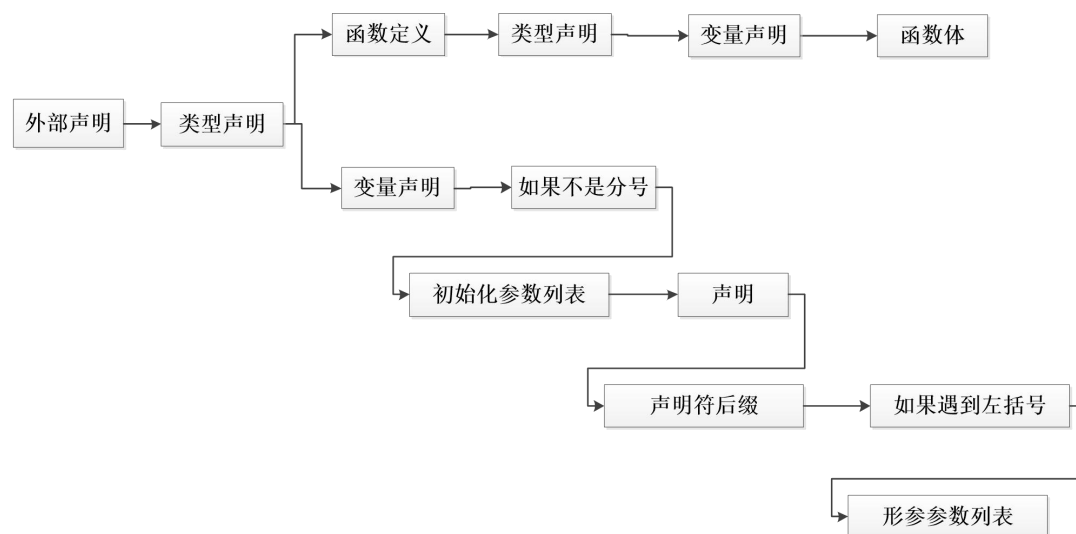 函数定义
类型声明
变量声明
函数体
外部声明
类型声明
变量声明
如果不是分号
初始化参数列表
声明
声明符后缀
如果遇到左括号
形参参数列表